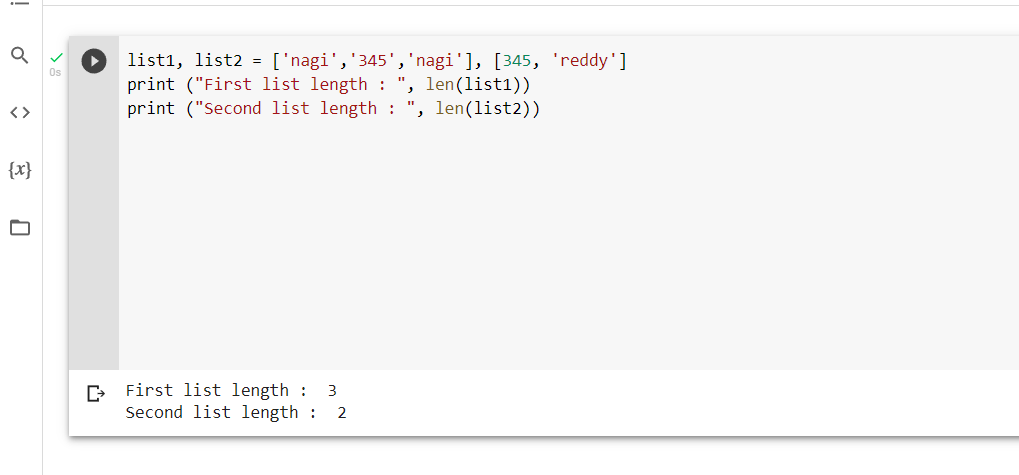 list1, list2 = ['nagi','345','nagi'], [345, 'reddy']
print ("First list length : ", len(list1))
print ("Second list length : ", len(list2))
0s
{x}
First list length :  3
Second list length :  2